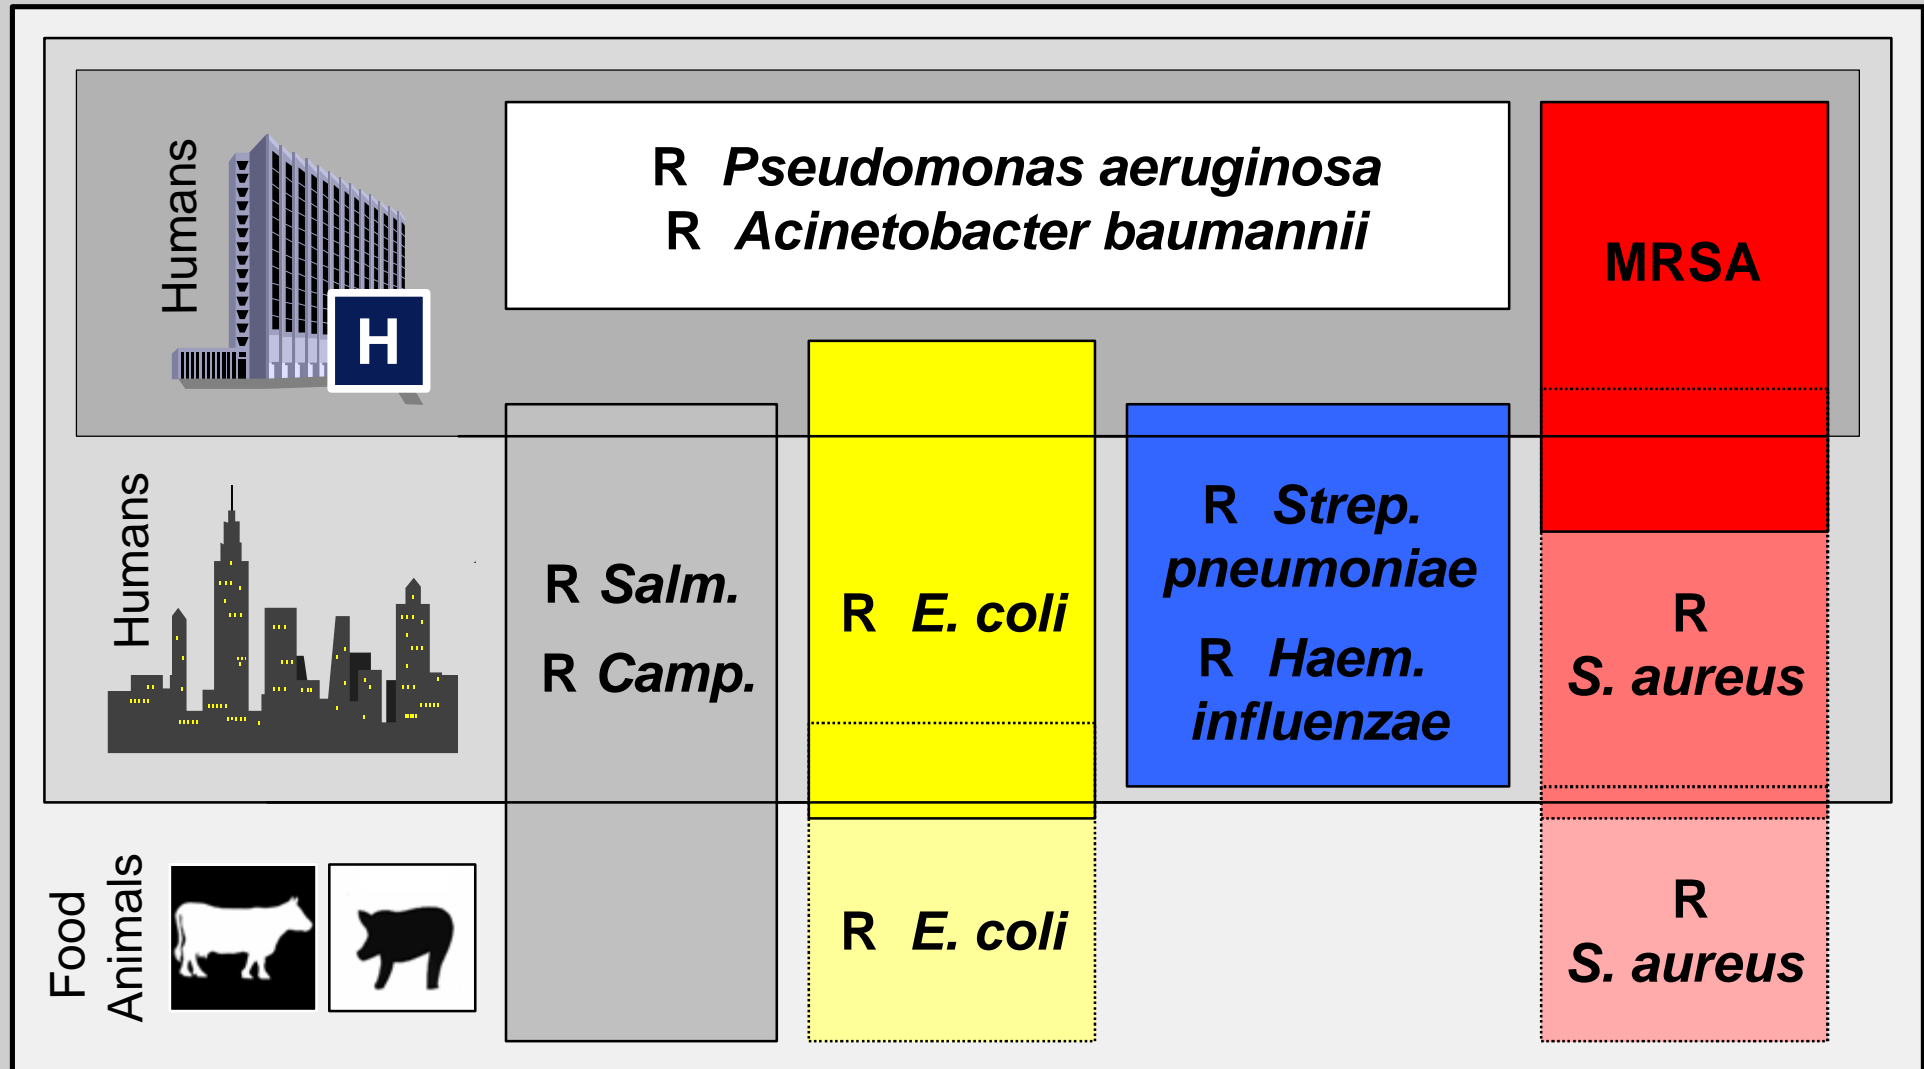 Humans
H
R Pseudomonas aeruginosa
R Acinetobacter baumannii
MRSA
Humans
R Salm.
R Camp.
R E. coli
R Strep.
pneumoniae
R Haem.
influenzae
R
S. aureus
Food
Animals
R E. coli
R
S. aureus